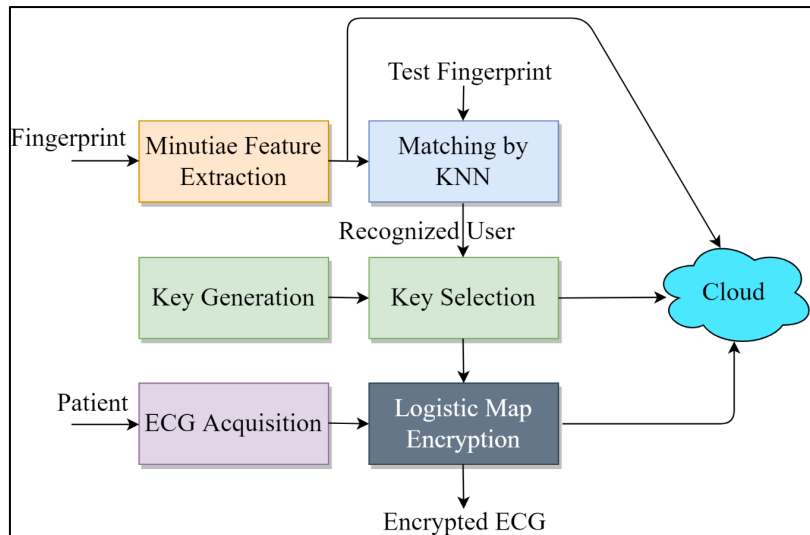 Test Fingerprint
Fingerprint
Minutiae Feature
Extraction
Matching by
KNN
Recognized User
Key Generation
Key Selection
Cloud
Patient
ECG Acquisition
Logistic Map
Encryption
Encrypted ECG